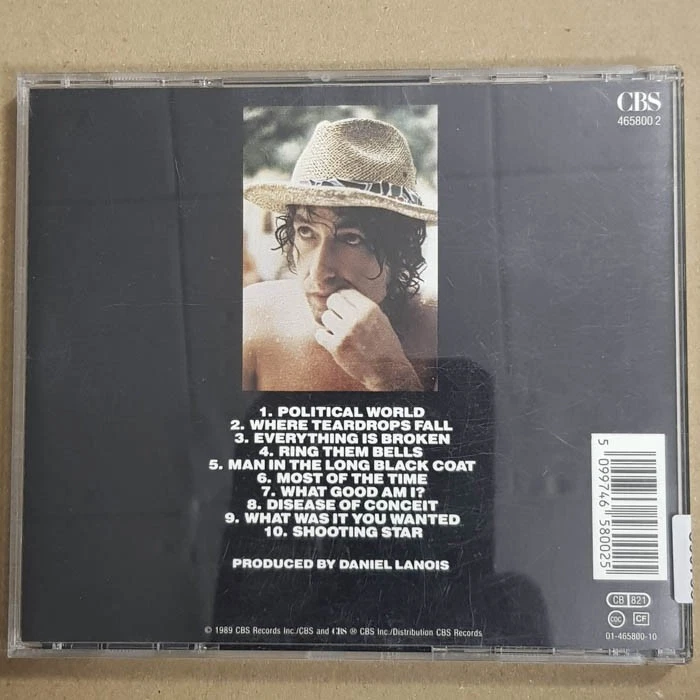 CBS
465800 2
1. POLITICAL WORLD
2. WHERE TEARDROPS FALL
3. EVERYTHING IS BROKEN
4. RING THEM BELLS
5. MAN IN THE LONG BLACK COAT
6. MOST OF THE TIME
7. WHAT GOOD AM I?
8. DISEASE OF CONCEIT
9. WHAT WAS IT YOU WANTED
10. SHOOTING STAR
PRODUCED BY DANIEL LANOIS
5 099746 580025
CB 821
CDC CF
01-465800-10
© 1989 CBS Records Inc./CBS and CBS ® CBS Inc./Distribution CBS Records